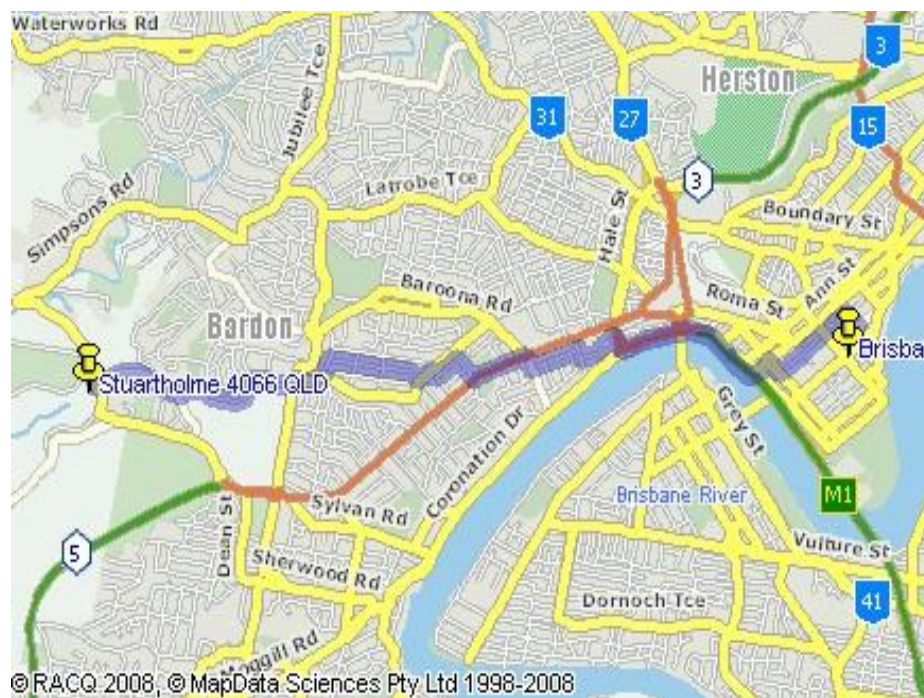 Waterworks Rd
3
Herston
Jubilee Tce
31
27
15
3
Simpsons Rd
Latrobe Tce
Hale St
Boundary St
Ann St
Baroona Rd
Roma St
Bardon
Brisba
Stuartholme 4066 QLD
Coronation Dr
Grey St
Brisbane River
M1
Sylvan Rd
Dean St
5
Vulture St
Sherwood Rd
Dornoch Tce
41
Moggill Rd
© RACQ 2008, © MapData Sciences Pty Ltd 1998-2008